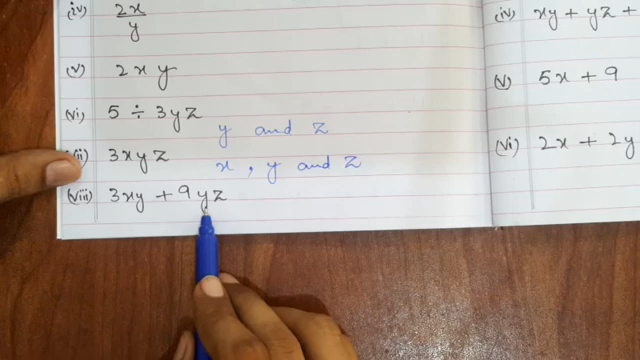 (iv) 2x/y
(v) 2xy
(vi) 5 ÷ 3yz
y and z
(vii) 3xyz
x, y and z
(viii) 3xy + 9yz
(iv) xy + yz +
(v) 5x + 9
(vi) 2x + 2y